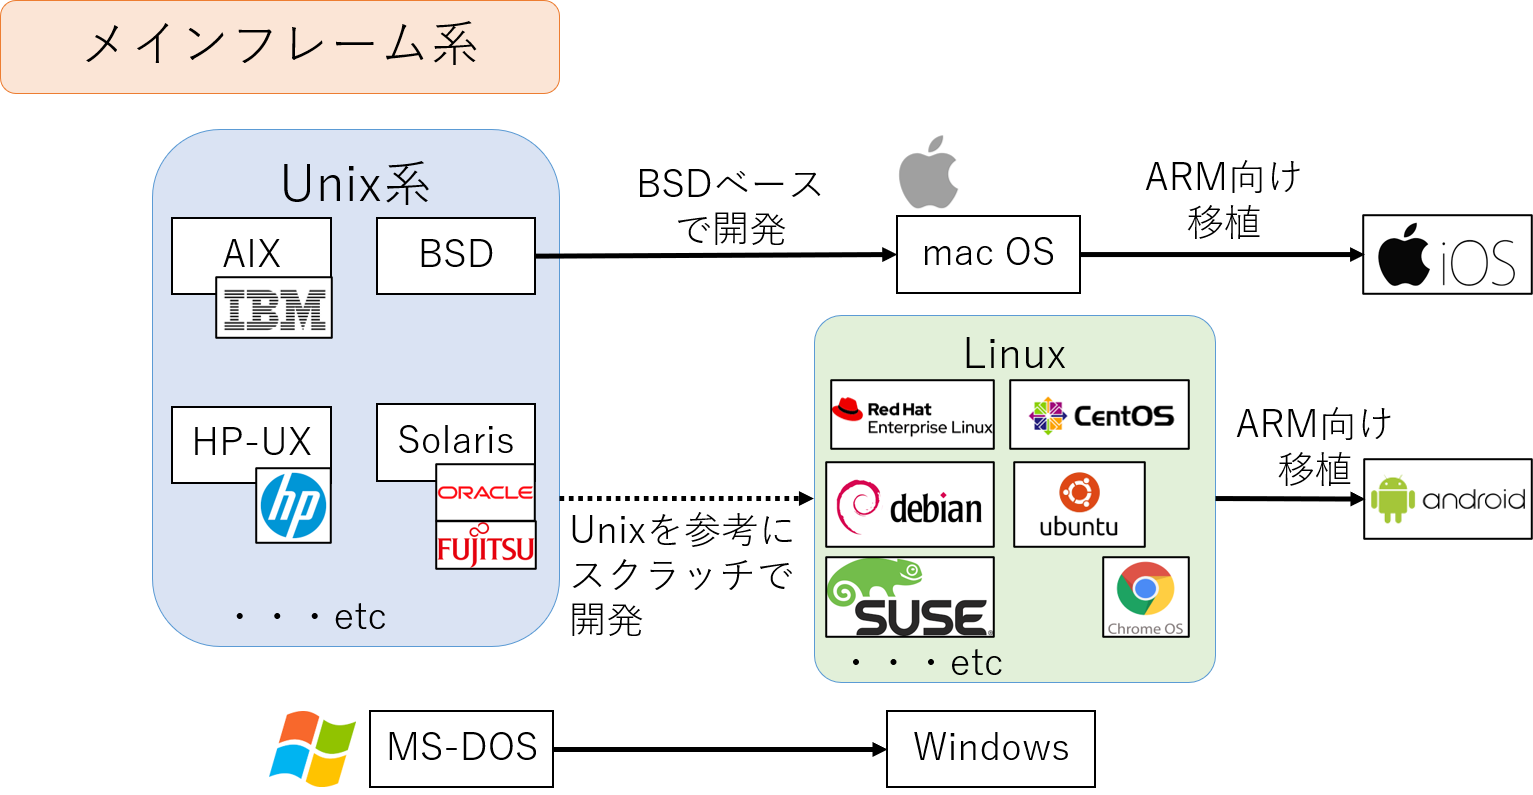 メインフレーム系
Unix系
AIX
IBM
BSD
HP-UX
hp
Solaris
ORACLE
FUJITSU
・・・etc
BSDベース
で開発
mac OS
ARM向け
移植
iOS
Unixを参考に
スクラッチで
開発
Linux
Red Hat
Enterprise Linux
CentOS
debian
ubuntu
SUSE
Chrome OS
・・・etc
ARM向け
移植
android
MS-DOS
Windows